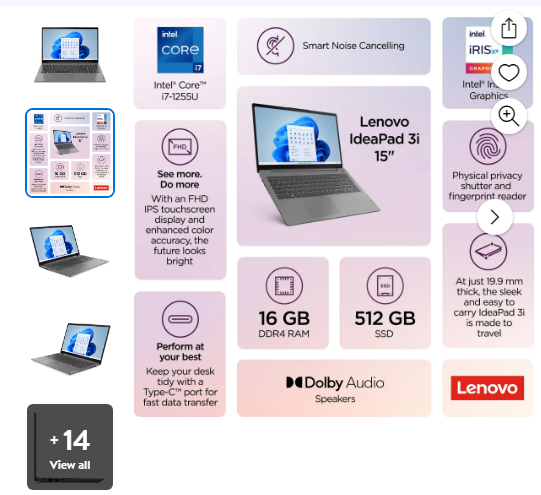 intel
CORE
i7
Intel® Core™
i7-1255U
Smart Noise Cancelling
intel
iRIS xe
GRAPHI
Intel® Iris
Graphics
FHD
See more.
Do more
With an FHD
IPS touchscreen
display and
enhanced color
accuracy, the
future looks
bright
Lenovo
IdeaPad 3i
15"
Physical privacy
shutter and
fingerprint reader
SSD
16 GB
DDR4 RAM
512 GB
SSD
At just 19.9 mm
thick, the sleek
and easy to
carry IdeaPad 3i
is made to
travel
Perform at
your best
Keep your desk
tidy with a
Type-C™ port for
fast data transfer
Dolby Audio
Speakers
Lenovo
+14
View all